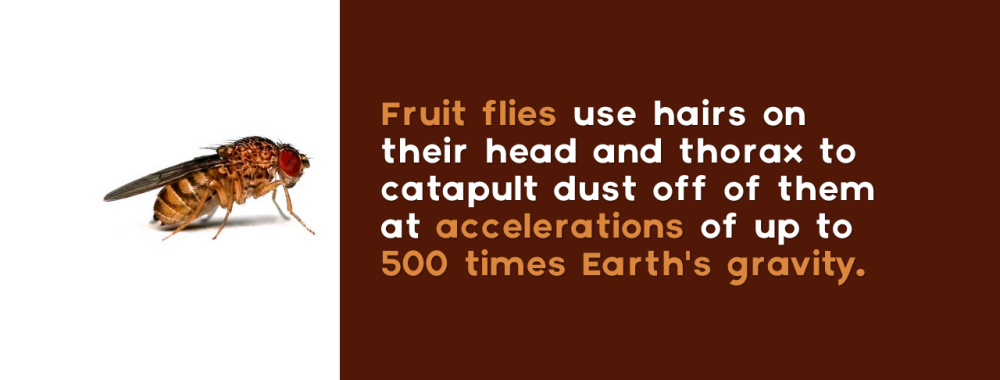 Fruit flies use hairs on
their head and thorax to
catapult dust off of them
at accelerations of up to
500 times Earth's gravity.